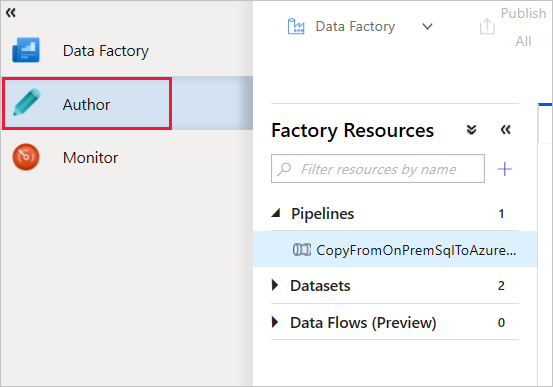 Data Factory
Author
Monitor
Data Factory
Publish
All
Factory Resources
Filter resources by name
Pipelines 1
CopyFromOnPremSqlToAzure...
Datasets 2
Data Flows (Preview) 0